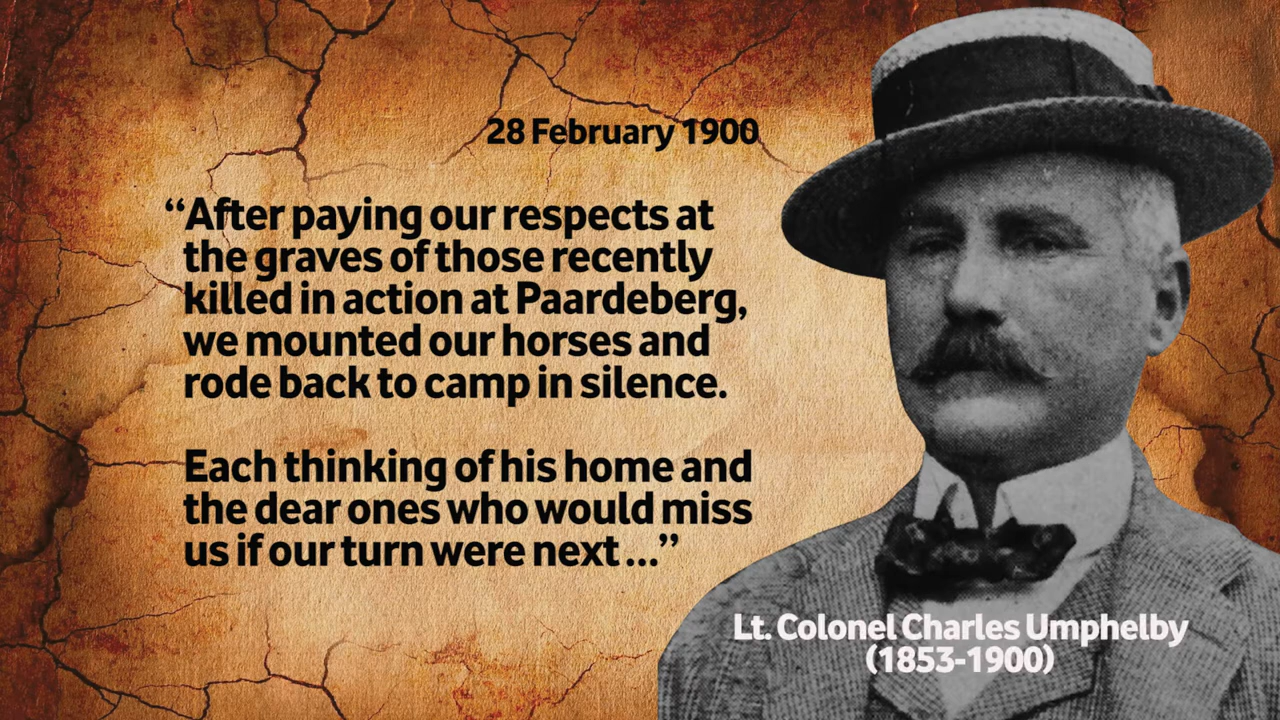 28 February 1900
“After paying our respects at
the graves of those recently
killed in action at Paardeberg,
we mounted our horses and
rode back to camp in silence.
Each thinking of his home and
the dear ones who would miss
us if our turn were next…”
Lt. Colonel Charles Umphelby
(1853-1900)